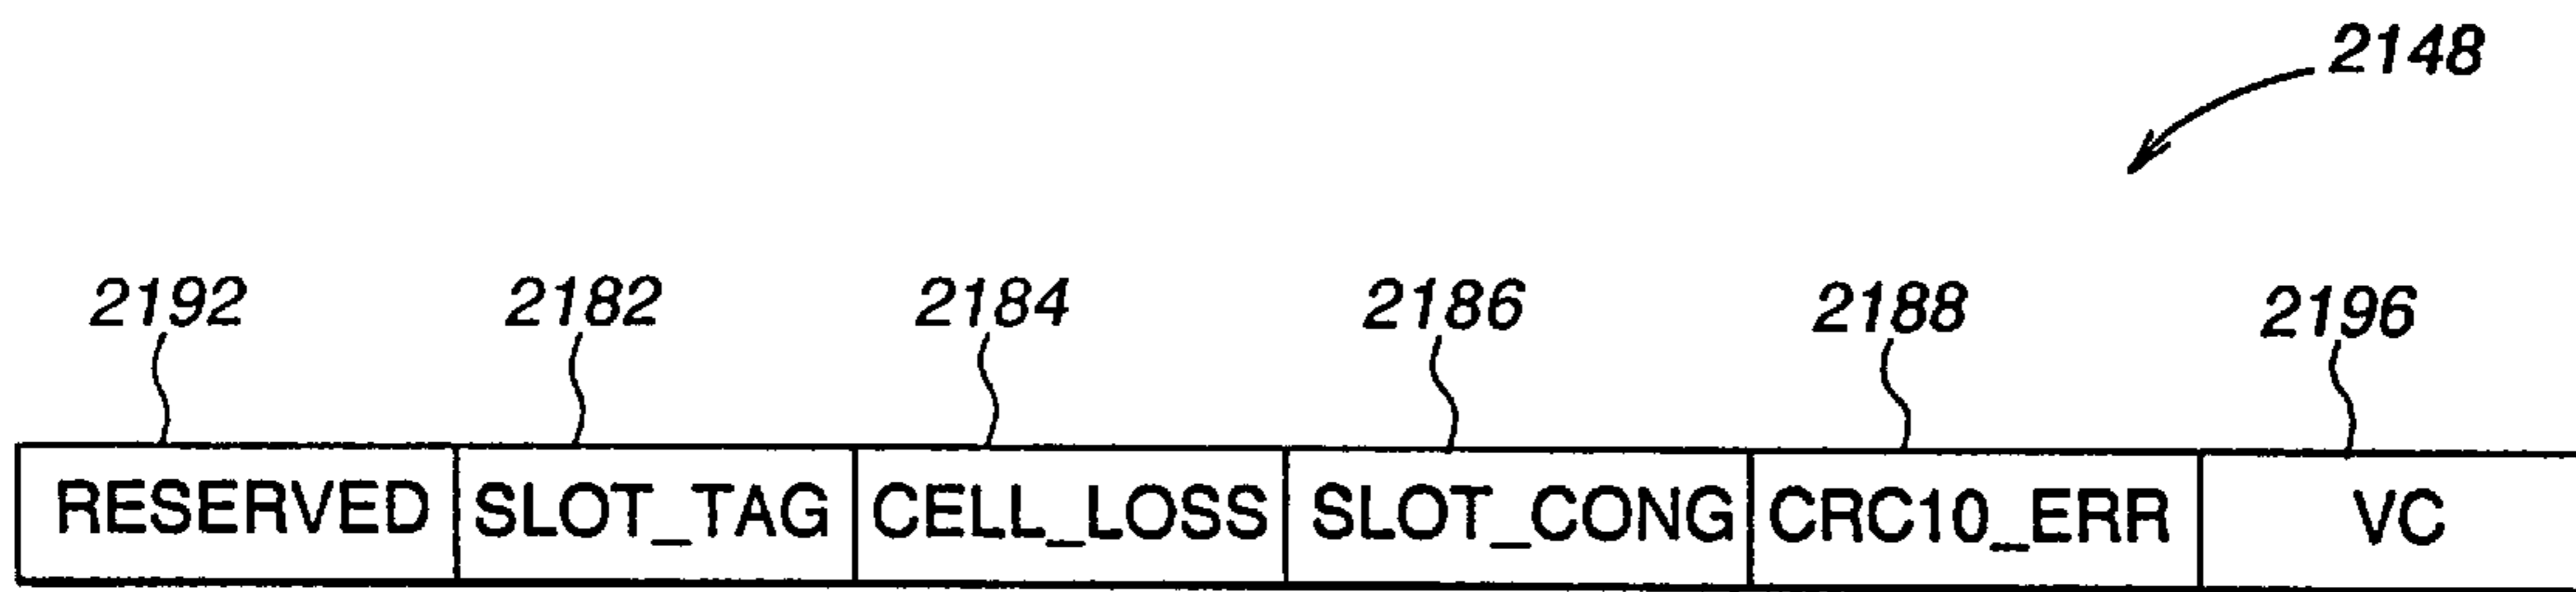 2148
2192 2182 2184 2186 2188 2196
RESERVED SLOT_TAG CELL_LOSS SLOT_CONG CRC10_ERR VC